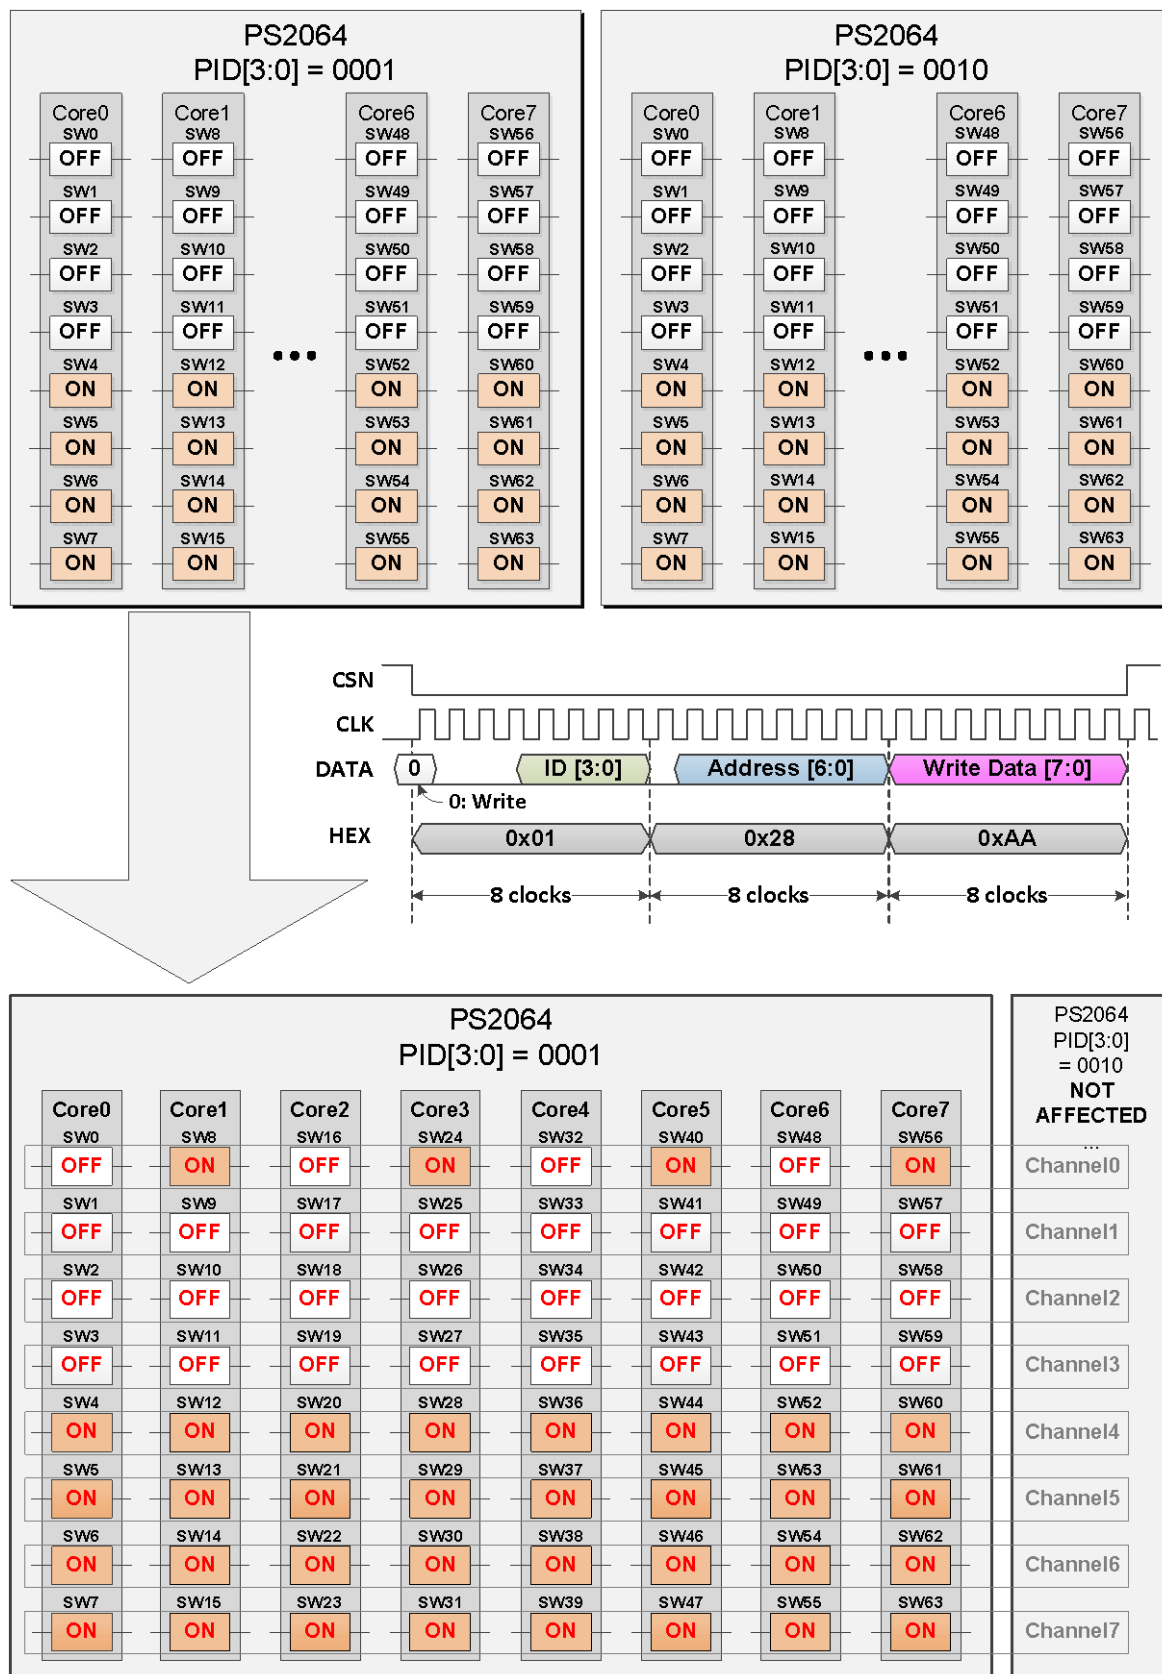 PS2064
PID[3:0] = 0001
Core0 Core1 Core6 Core7
SW0 SW8 SW48 SW56
OFF OFF OFF OFF
SW1 SW9 SW49 SW57
OFF OFF OFF OFF
SW2 SW10 SW50 SW58
OFF OFF OFF OFF
SW3 SW11 SW51 SW59
OFF OFF OFF OFF
...
SW4 SW12 SW52 SW60
ON ON ON ON
SW5 SW13 SW53 SW61
ON ON ON ON
SW6 SW14 SW54 SW62
ON ON ON ON
SW7 SW15 SW55 SW63
ON ON ON ON
PS2064
PID[3:0] = 0010
Core0 Core1 Core6 Core7
SW0 SW8 SW48 SW56
OFF OFF OFF OFF
SW1 SW9 SW49 SW57
OFF OFF OFF OFF
SW2 SW10 SW50 SW58
OFF OFF OFF OFF
SW3 SW11 SW51 SW59
OFF OFF OFF OFF
...
SW4 SW12 SW52 SW60
ON ON ON ON
SW5 SW13 SW53 SW61
ON ON ON ON
SW6 SW14 SW54 SW62
ON ON ON ON
SW7 SW15 SW55 SW63
ON ON ON ON
CSN
CLK
DATA 0 ID [3:0] Address [6:0] Write Data [7:0]
0: Write
HEX 0x01 0x28 0xAA
8 clocks 8 clocks 8 clocks
PS2064
PID[3:0] = 0001
Core0 Core1 Core2 Core3 Core4 Core5 Core6 Core7
SW0 SW8 SW16 SW24 SW32 SW40 SW48 SW56
OFF ON OFF ON OFF ON OFF ON
SW1 SW9 SW17 SW25 SW33 SW41 SW49 SW57
OFF OFF OFF OFF OFF OFF OFF OFF
SW2 SW10 SW18 SW26 SW34 SW42 SW50 SW58
OFF OFF OFF OFF OFF OFF OFF OFF
SW3 SW11 SW19 SW27 SW35 SW43 SW51 SW59
OFF OFF OFF OFF OFF OFF OFF OFF
SW4 SW12 SW20 SW28 SW36 SW44 SW52 SW60
ON ON ON ON ON ON ON ON
SW5 SW13 SW21 SW29 SW37 SW45 SW53 SW61
ON ON ON ON ON ON ON ON
SW6 SW14 SW22 SW30 SW38 SW46 SW54 SW62
ON ON ON ON ON ON ON ON
SW7 SW15 SW23 SW31 SW39 SW47 SW55 SW63
ON ON ON ON ON ON ON ON
PS2064
PID[3:0]
= 0010
NOT
AFFECTED
...
Channel0
Channel1
Channel2
Channel3
Channel4
Channel5
Channel6
Channel7